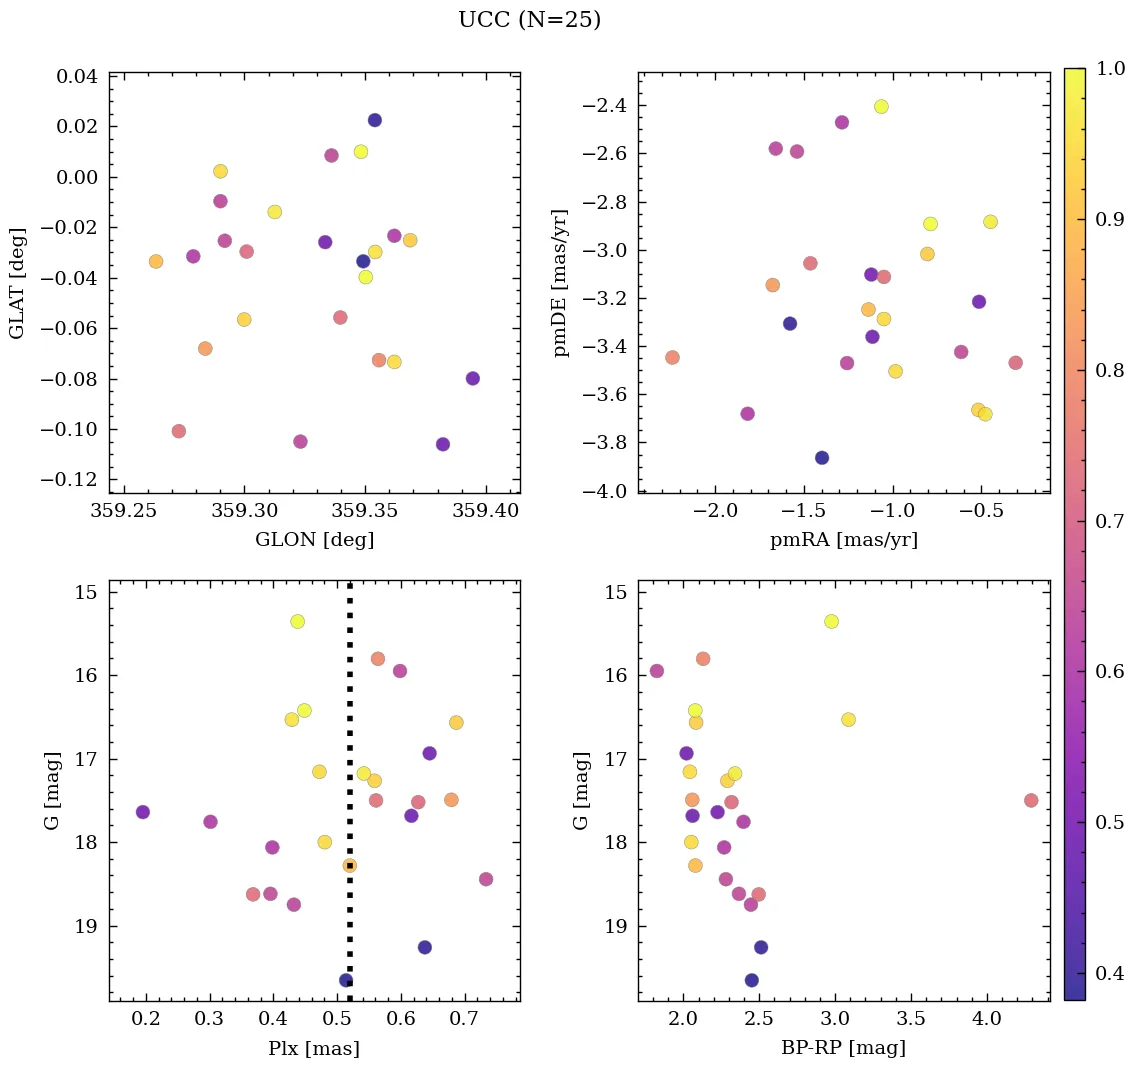 UCC (N=25)
0.04
0.02
0.00
−0.02
−0.04
−0.06
−0.08
−0.10
−0.12
GLAT [deg]
359.25 359.30 359.35 359.40
GLON [deg]
−2.4
−2.6
−2.8
−3.0
−3.2
−3.4
−3.6
−3.8
−4.0
pmDE [mas/yr]
−2.0 −1.5 −1.0 −0.5
pmRA [mas/yr]
15
16
17
18
19
G [mag]
0.2 0.3 0.4 0.5 0.6 0.7
Plx [mas]
15
16
17
18
19
G [mag]
2.0 2.5 3.0 3.5 4.0
BP-RP [mag]
1.0
0.9
0.8
0.7
0.6
0.5
0.4